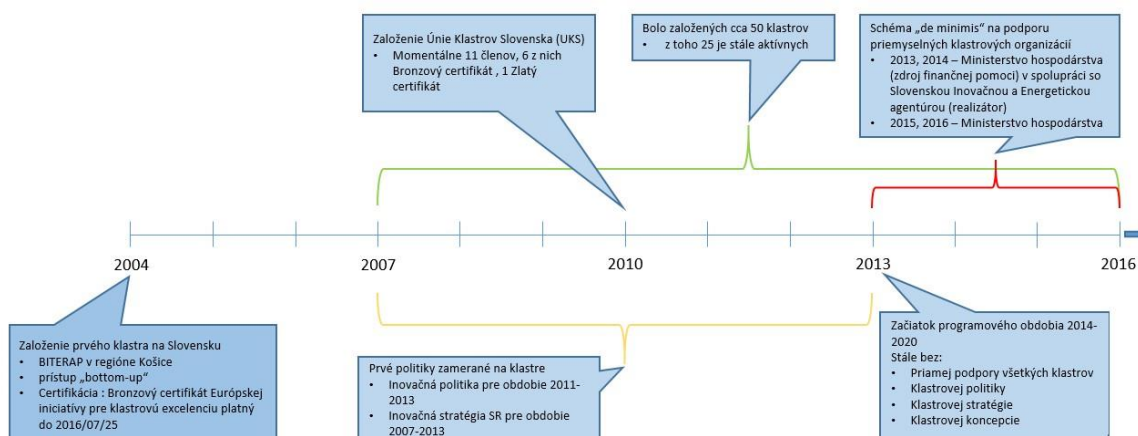 Založenie Únie Klastrov Slovenska (UKS)
• Momentálne 11 členov, 6 z nich
Bronzový certifikát , 1 Zlatý
certifikát
Bolo založených cca 50 klastrov
• z toho 25 je stále aktívnych
Schéma „de minimis“ na podporu
priemyselných klastrových organizácií
• 2013, 2014 – Ministerstvo hospodárstva
(zdroj finančnej pomoci) v spolupráci so
Slovenskou Inovačnou a Energetickou
agentúrou (realizátor)
• 2015, 2016 – Ministerstvo hospodárstva
2004
2007
2010
2013
2016
Založenie prvého klastra na Slovensku
• BITERAP v regióne Košice
• prístup „bottom-up“
• Certifikácia : Bronzový certifikát Európskej
iniciatívy pre klastrovú excelenciu platný
do 2016/07/25
Prvé politiky zamerané na klastre
• Inovačná politika pre obdobie 2011-
2013
• Inovačná stratégia SR pre obdobie
2007-2013
Začiatok programového obdobia 2014-
2020
Stále bez:
• Priamej podpory všetkých klastrov
• Klastrovej politiky
• Klastrovej stratégie
• Klastrovej koncepcie